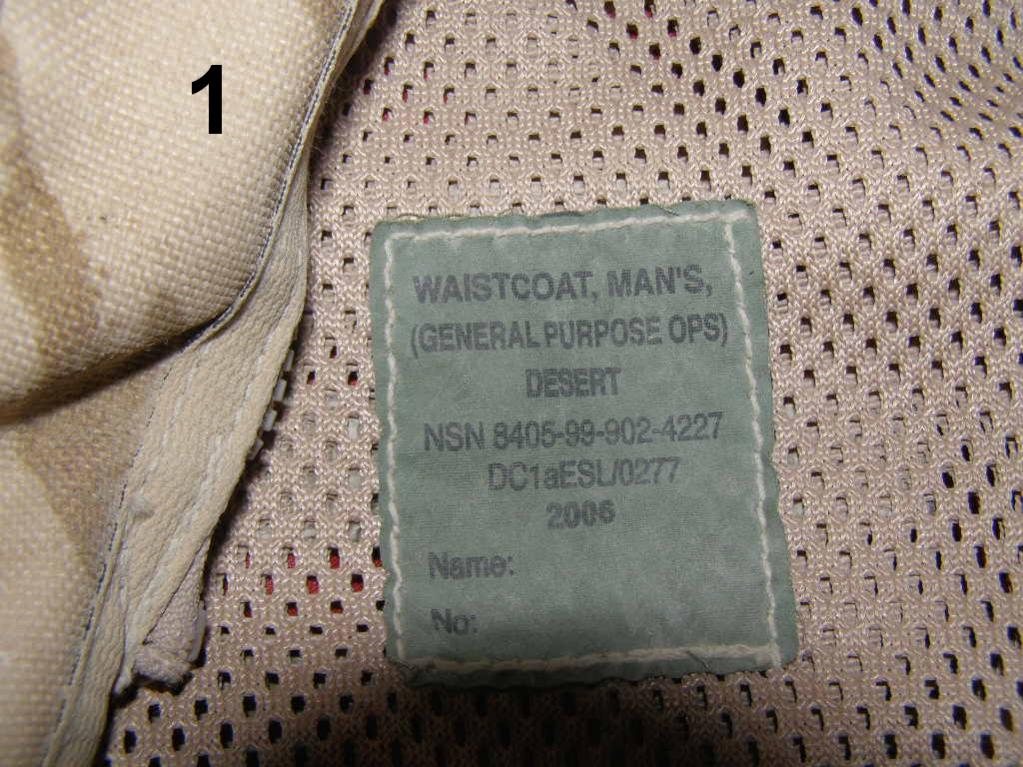 1
WAISTCOAT, MAN'S,
(GENERAL PURPOSE OPS)
DESERT
NSN 8405-99-902-4227
DC1aESL/0277
2006
Name:
No: